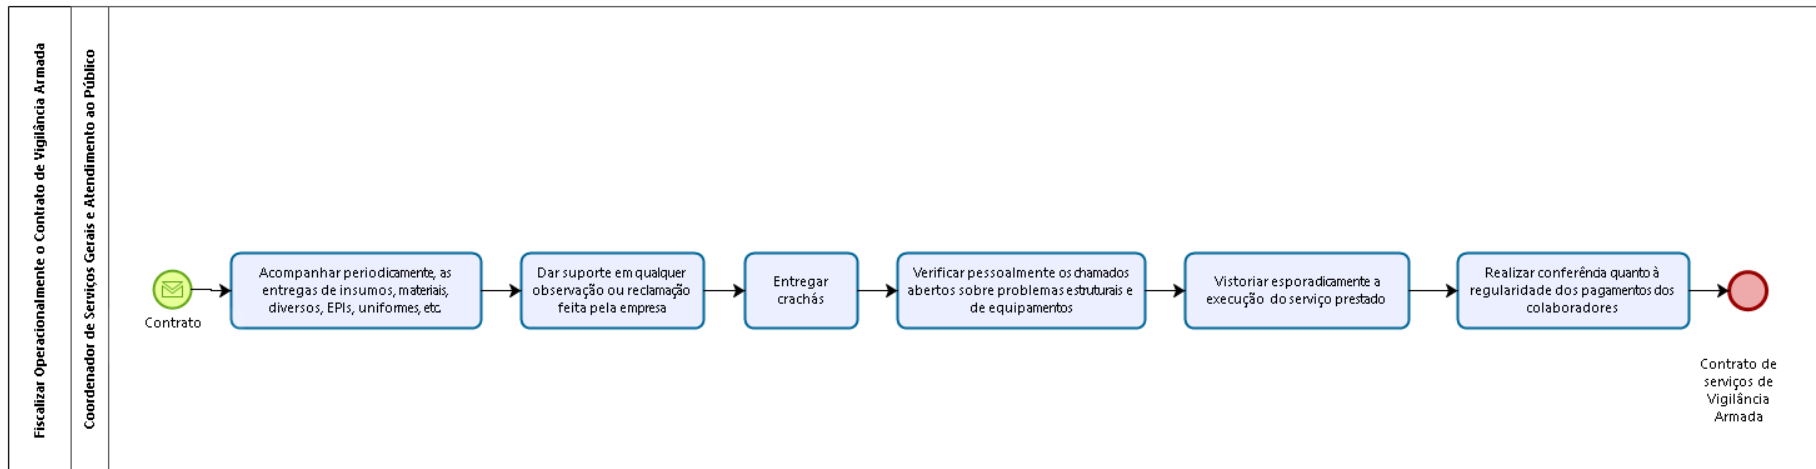 Fiscalizar Operacionalmente o Contrato de Vigilância Armada
Coordenador de Serviços Gerais e Atendimento ao Público
Contrato
Acompanhar periodicamente, as
entregas de insumos, materiais,
diversos, EPIs, uniformes, etc.
Dar suporte em qualquer
observação ou reclamação
feita pela empresa
Entregar
crachás
Verificar pessoalmente os chamados
abertos sobre problemas estruturais e
de equipamentos
Vistoriar esporadicamente a
execução do serviço prestado
Realizar conferência quanto à
regularidade dos pagamentos dos
colaboradores
Contrato de
serviços de
Vigilância
Armada